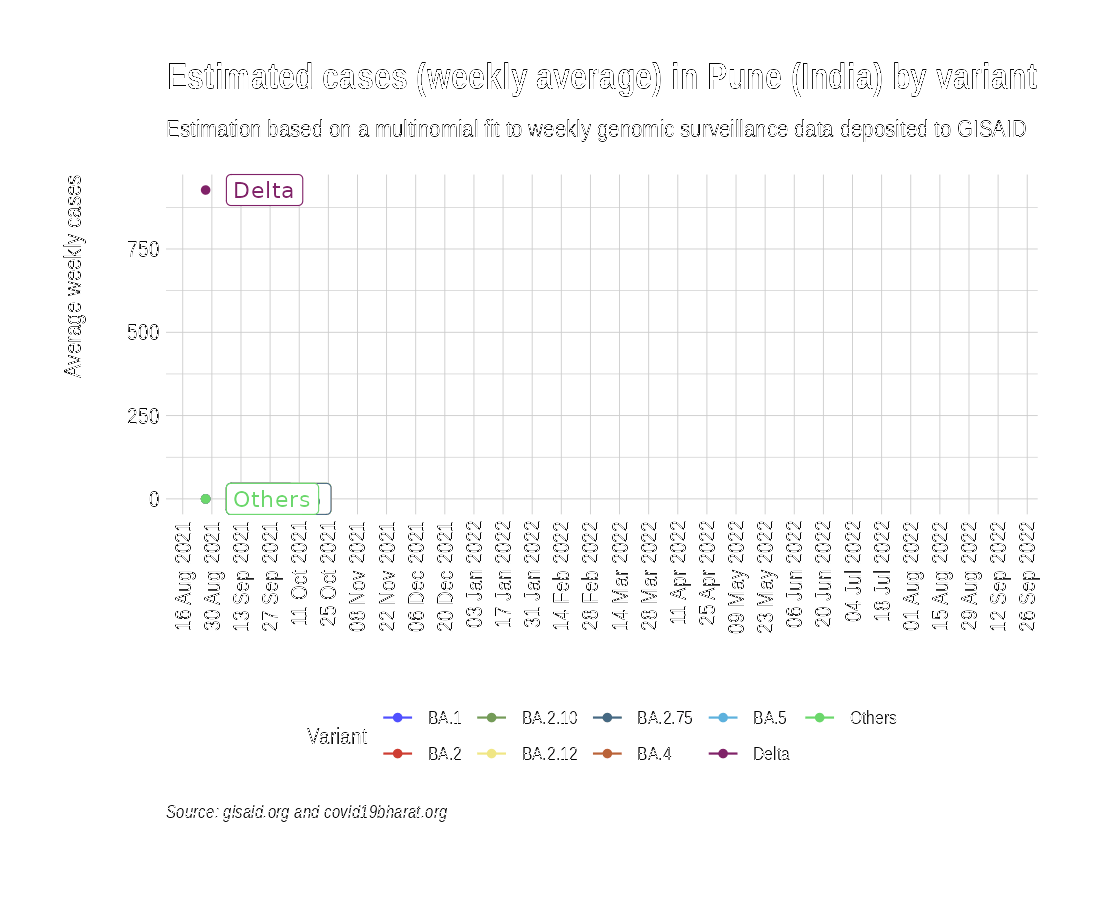 Estimated cases (weekly average) in Pune (India) by variant
Estimation based on a multinomial fit to weekly genomic surveillance data deposited to GISAID
Average weekly cases
Delta
750
500
250
0
Others
16 Aug 2021
30 Aug 2021
13 Sep 2021
27 Sep 2021
11 Oct 2021
25 Oct 2021
08 Nov 2021
22 Nov 2021
06 Dec 2021
20 Dec 2021
03 Jan 2022
17 Jan 2022
31 Jan 2022
14 Feb 2022
28 Feb 2022
14 Mar 2022
28 Mar 2022
11 Apr 2022
25 Apr 2022
09 May 2022
23 May 2022
06 Jun 2022
20 Jun 2022
04 Jul 2022
18 Jul 2022
01 Aug 2022
15 Aug 2022
29 Aug 2022
12 Sep 2022
26 Sep 2022
Variant
BA.1 BA.2.10 BA.2.75 BA.5 Others
BA.2 BA.2.12 BA.4 Delta
Source: gisaid.org and covid19bharat.org